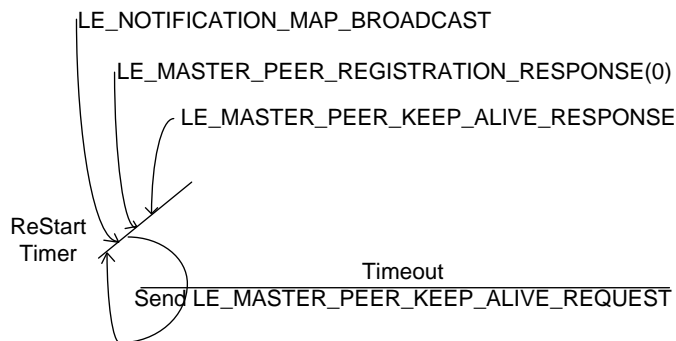 LE_NOTIFICATION_MAP_BROADCAST
LE_MASTER_PEER_REGISTRATION_RESPONSE(0)
LE_MASTER_PEER_KEEP_ALIVE_RESPONSE
ReStart
Timer
Timeout
Send LE_MASTER_PEER_KEEP_ALIVE_REQUEST